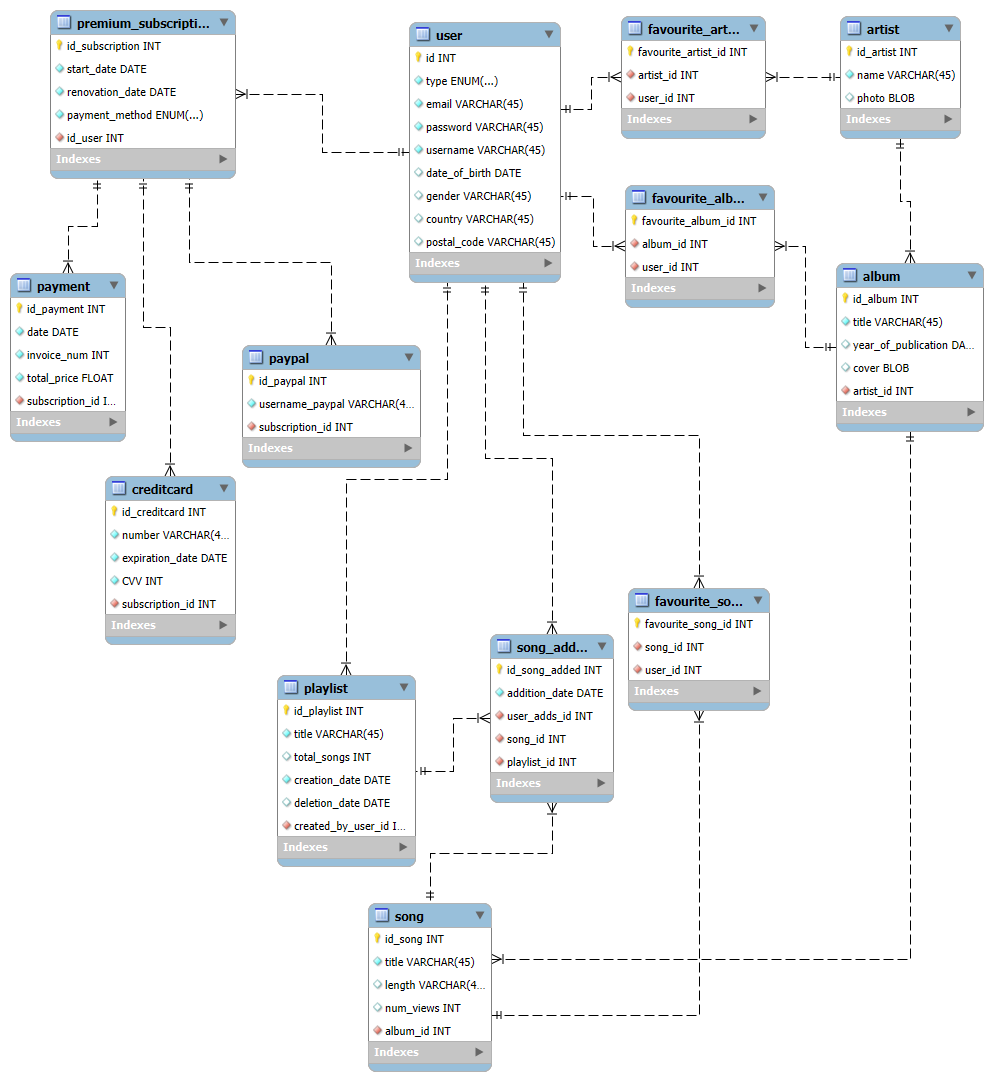 premium_subscripti...
id_subscription INT
start_date DATE
renovation_date DATE
payment_method ENUM(...)
id_user INT
Indexes
user
id INT
type ENUM(...)
email VARCHAR(45)
password VARCHAR(45)
username VARCHAR(45)
date_of_birth DATE
gender VARCHAR(45)
country VARCHAR(45)
postal_code VARCHAR(45)
Indexes
favourite_art...
favourite_artist_id INT
artist_id INT
user_id INT
Indexes
artist
id_artist INT
name VARCHAR(45)
photo BLOB
Indexes
favourite_alb...
favourite_album_id INT
album_id INT
user_id INT
Indexes
album
id_album INT
title VARCHAR(45)
year_of_publication DA...
cover BLOB
artist_id INT
Indexes
payment
id_payment INT
date DATE
invoice_num INT
total_price FLOAT
subscription_id I...
Indexes
paypal
id_paypal INT
username_paypal VARCHAR(4...
subscription_id INT
Indexes
creditcard
id_creditcard INT
number VARCHAR(4...
expiration_date DATE
CVV INT
subscription_id INT
Indexes
favourite_so...
favourite_song_id INT
song_id INT
user_id INT
Indexes
song_add...
id_song_added INT
addition_date DATE
user_adds_id INT
song_id INT
playlist_id INT
Indexes
playlist
id_playlist INT
title VARCHAR(45)
total_songs INT
creation_date DATE
deletion_date DATE
created_by_user_id I...
Indexes
song
id_song INT
title VARCHAR(45)
length VARCHAR(4...
num_views INT
album_id INT
Indexes